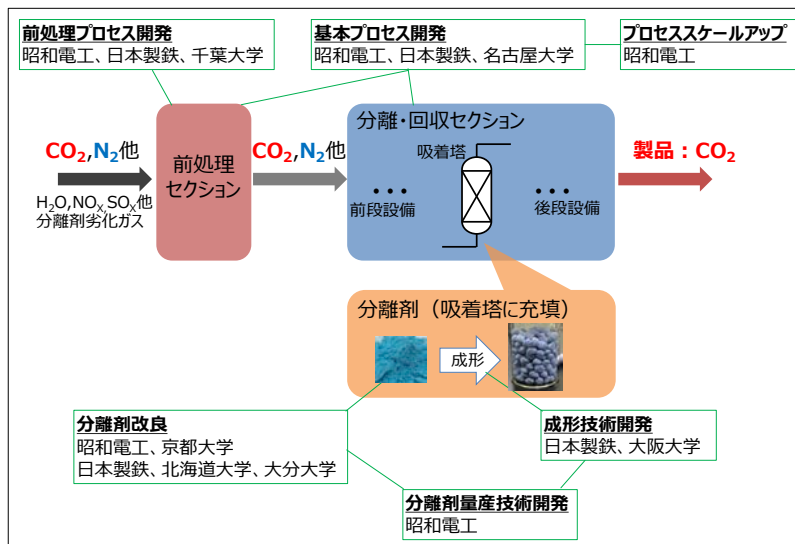 前処理プロセス開発
昭和電工、日本製鉄、千葉大学
基本プロセス開発
昭和電工、日本製鉄、名古屋大学
プロセススケールアップ
昭和電工
CO₂,N₂他
H₂O,NOX,SOX他
分離剤劣化ガス
前処理
セクション
CO₂,N₂他
分離・回収セクション
吸着塔
・・・
前段設備
・・・
後段設備
製品：CO₂
分離剤（吸着塔に充填）
成形
分離剤改良
昭和電工、京都大学
日本製鉄、北海道大学、大分大学
成形技術開発
日本製鉄、大阪大学
分離剤量産技術開発
昭和電工